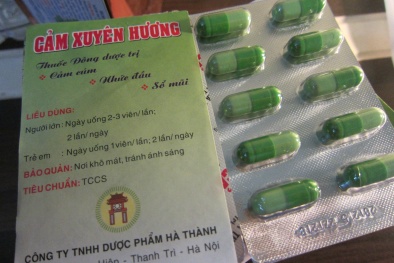 CẢM XUYÊN HƯƠNG
Thuốc Đông dược trị
Cảm cúm
Nhức đầu
Sổ mũi
LIỀU DÙNG:
Người lớn: Ngày uống 2-3 viên/ lần;
2 lần/ ngày
Trẻ em : Ngày uống 1viên/ lần; 2 lần/ ngày
BẢO QUẢN: Nơi khô mát, tránh ánh sáng
TIÊU CHUẨN: TCCS
CÔNG TY TNHH DƯỢC PHẨM HÀ THÀNH
Hiên - Thanh Trì - Hà Nội